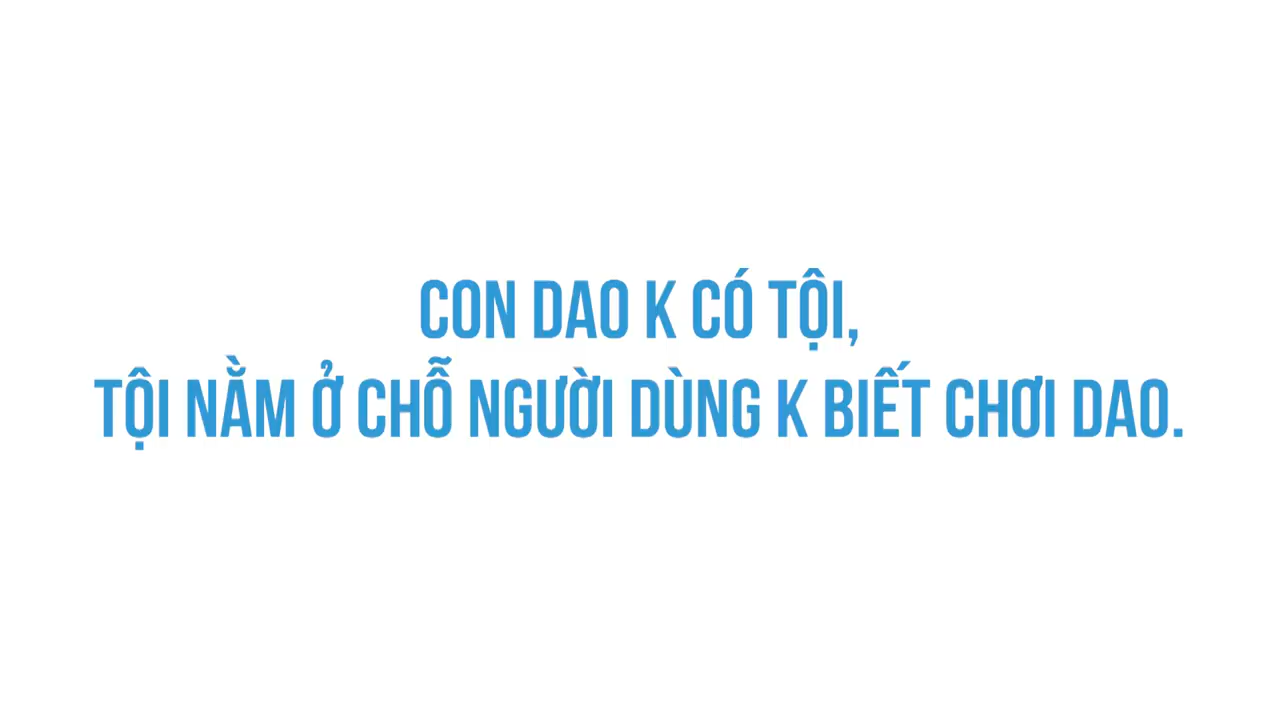 CON DAO K CÓ TỘI,
TỘI NẰM Ở CHỖ NGƯỜI DÙNG K BIẾT CHƠI DAO.